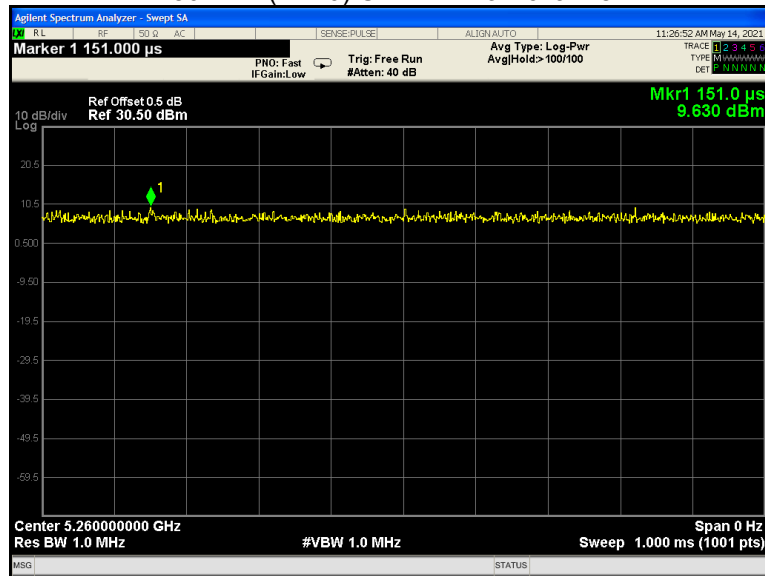 Agilent Spectrum Analyzer - Swept SA
LXI RL RF 50 Ω AC SENSE:PULSE ALIGN AUTO 11:26:52 AM May 14, 2021
Marker 1 151.000 µs
PNO: Fast
IFGain:Low
Trig: Free Run
#Atten: 40 dB
Avg Type: Log-Pwr
Avg|Hold:>100/100
TRACE 1 2 3 4 5 6
TYPE M
DET P N N N N N
Mkr1 151.0 µs
9.630 dBm
Ref Offset 0.5 dB
10 dB/div Ref 30.50 dBm
Log
1
20.5
10.5
0.500
-9.50
-19.5
-29.5
-39.5
-49.5
-59.5
Center 5.260000000 GHz Span 0 Hz
Res BW 1.0 MHz #VBW 1.0 MHz Sweep 1.000 ms (1001 pts)
MSG STATUS